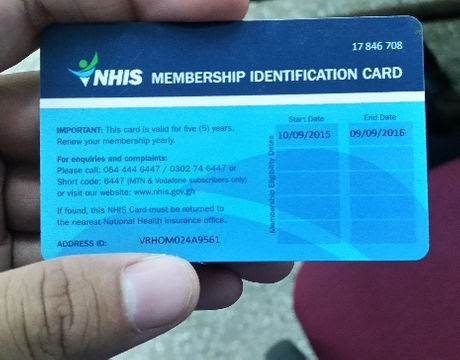 17 846 708
NHIS MEMBERSHIP IDENTIFICATION CARD
Start Date End Date
IMPORTANT: This card is valid for five (5) years.
Renew your membership yearly.
10/09/2015 09/09/2016
For enquiries and complaints:
Please call: 054 444 6447 / 0302 74 6447 or
Short code: 6447 (MTN & Vodafone subscribers only)
or visit our website: www.nhis.gov.gh
Membership Eligibility Dates
If found, this NHIS Card must be returned to
the nearest National Health insurance office.
ADDRESS ID: VRHOM024A9561